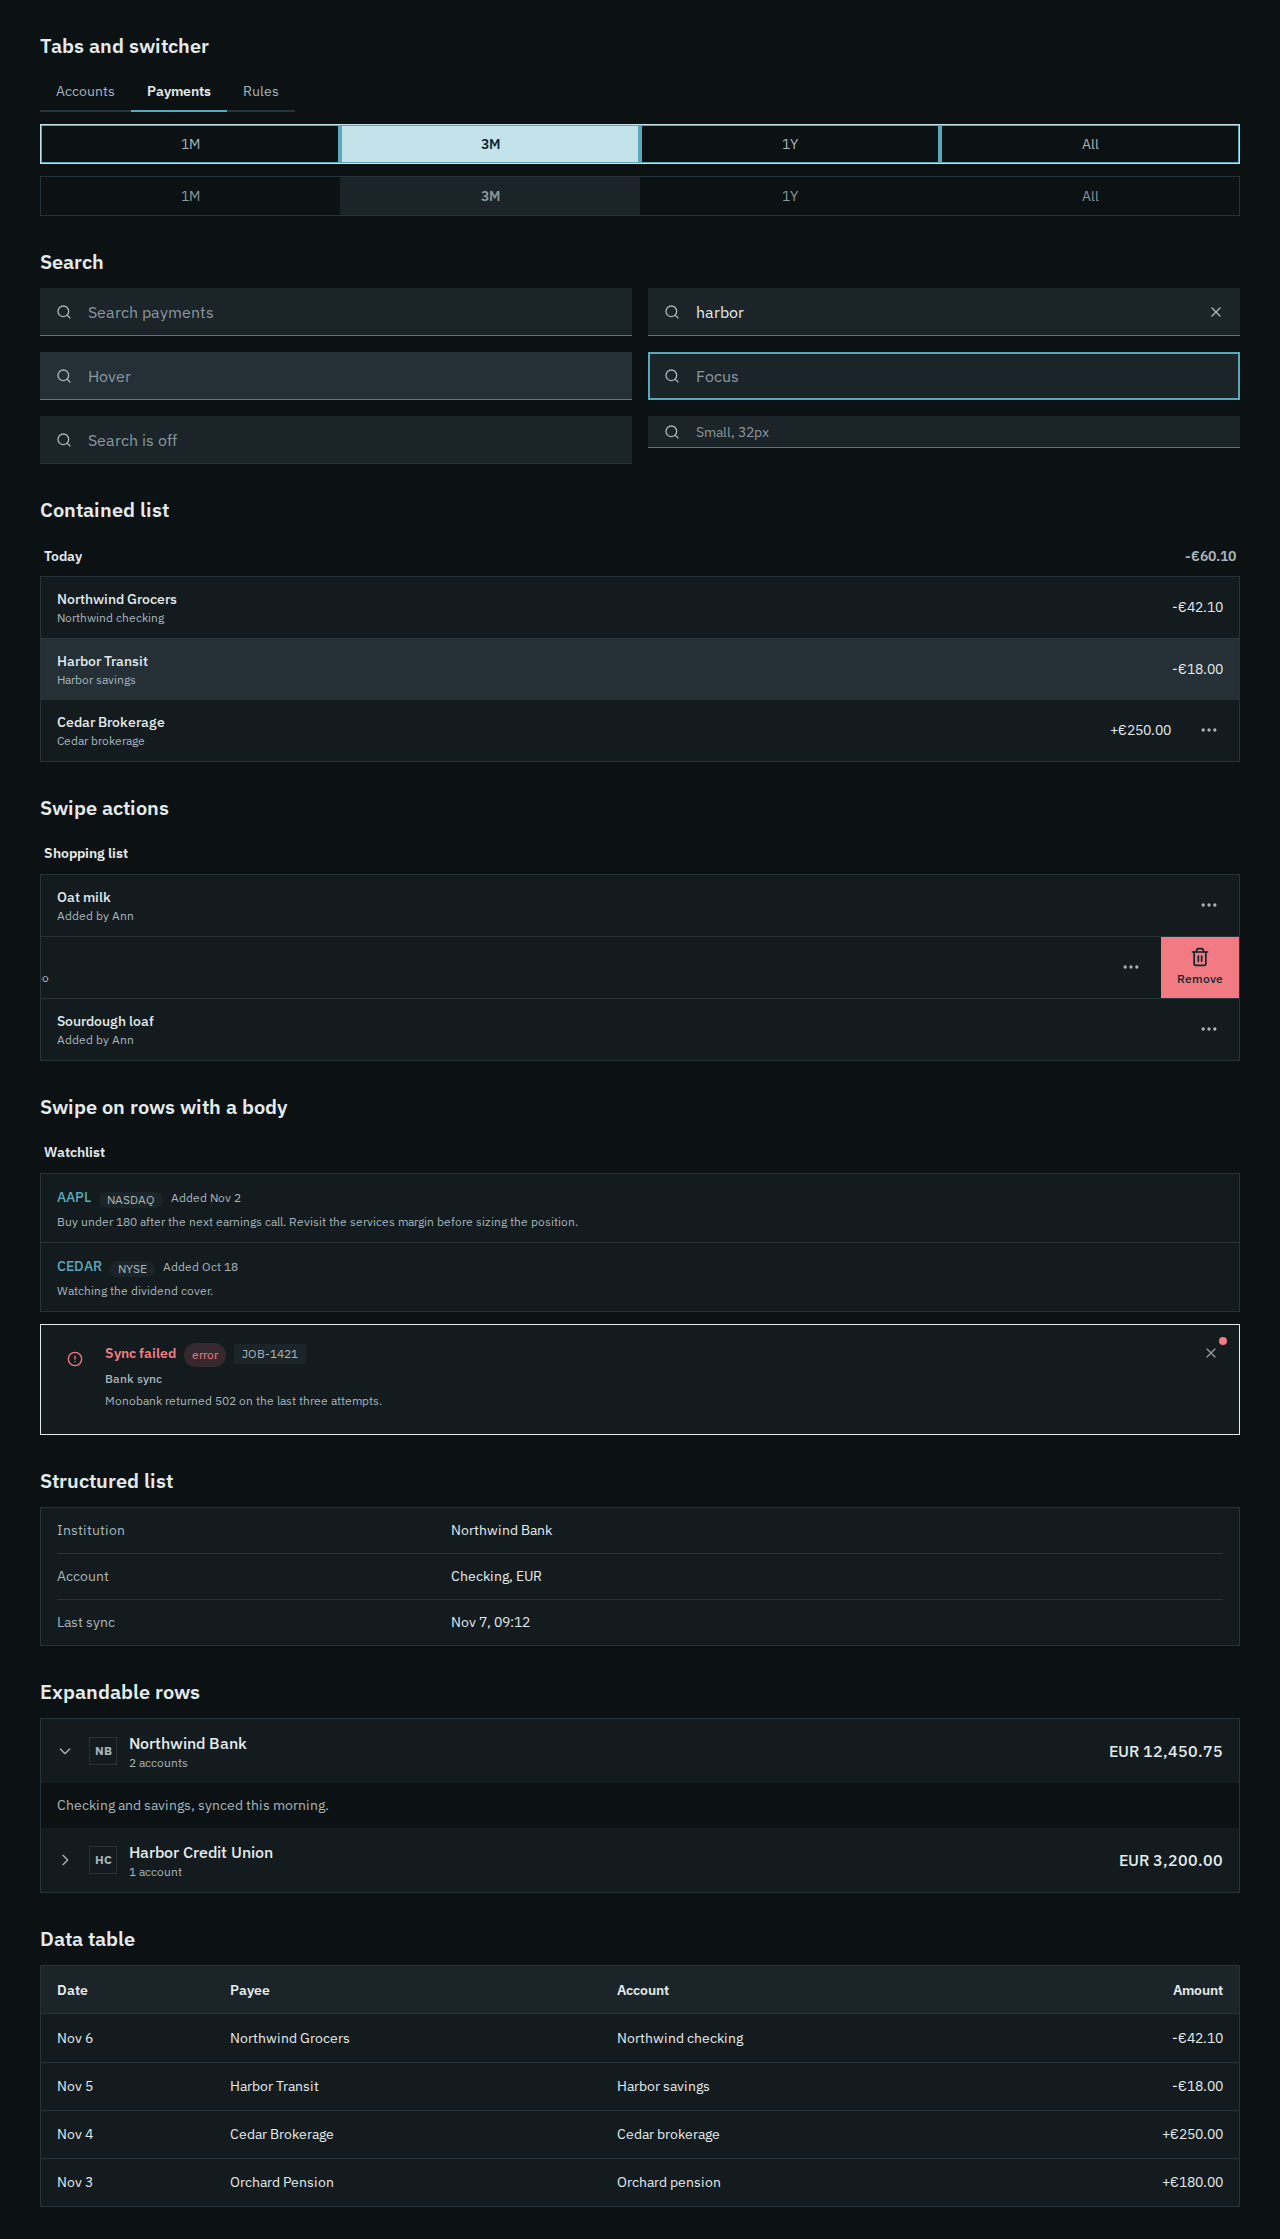 Tabs and switcher
Accounts Payments Rules
1M 3M 1Y All
1M 3M 1Y All
Search
Search payments harbor
Hover Focus
Search is off Small, 32px
Contained list
Today -€60.10
Northwind Grocers
Northwind checking -€42.10
Harbor Transit
Harbor savings -€18.00
Cedar Brokerage
Cedar brokerage +€250.00
Swipe actions
Shopping list
Oat milk
Added by Ann
o Remove
Sourdough loaf
Added by Ann
Swipe on rows with a body
Watchlist
AAPL NASDAQ Added Nov 2
Buy under 180 after the next earnings call. Revisit the services margin before sizing the position.
CEDAR NYSE Added Oct 18
Watching the dividend cover.
Sync failed error JOB-1421
Bank sync
Monobank returned 502 on the last three attempts.
Structured list
Institution Northwind Bank
Account Checking, EUR
Last sync Nov 7, 09:12
Expandable rows
NB Northwind Bank EUR 12,450.75
2 accounts
Checking and savings, synced this morning.
HC Harbor Credit Union EUR 3,200.00
1 account
Data table
Date Payee Account Amount
Nov 6 Northwind Grocers Northwind checking -€42.10
Nov 5 Harbor Transit Harbor savings -€18.00
Nov 4 Cedar Brokerage Cedar brokerage +€250.00
Nov 3 Orchard Pension Orchard pension +€180.00